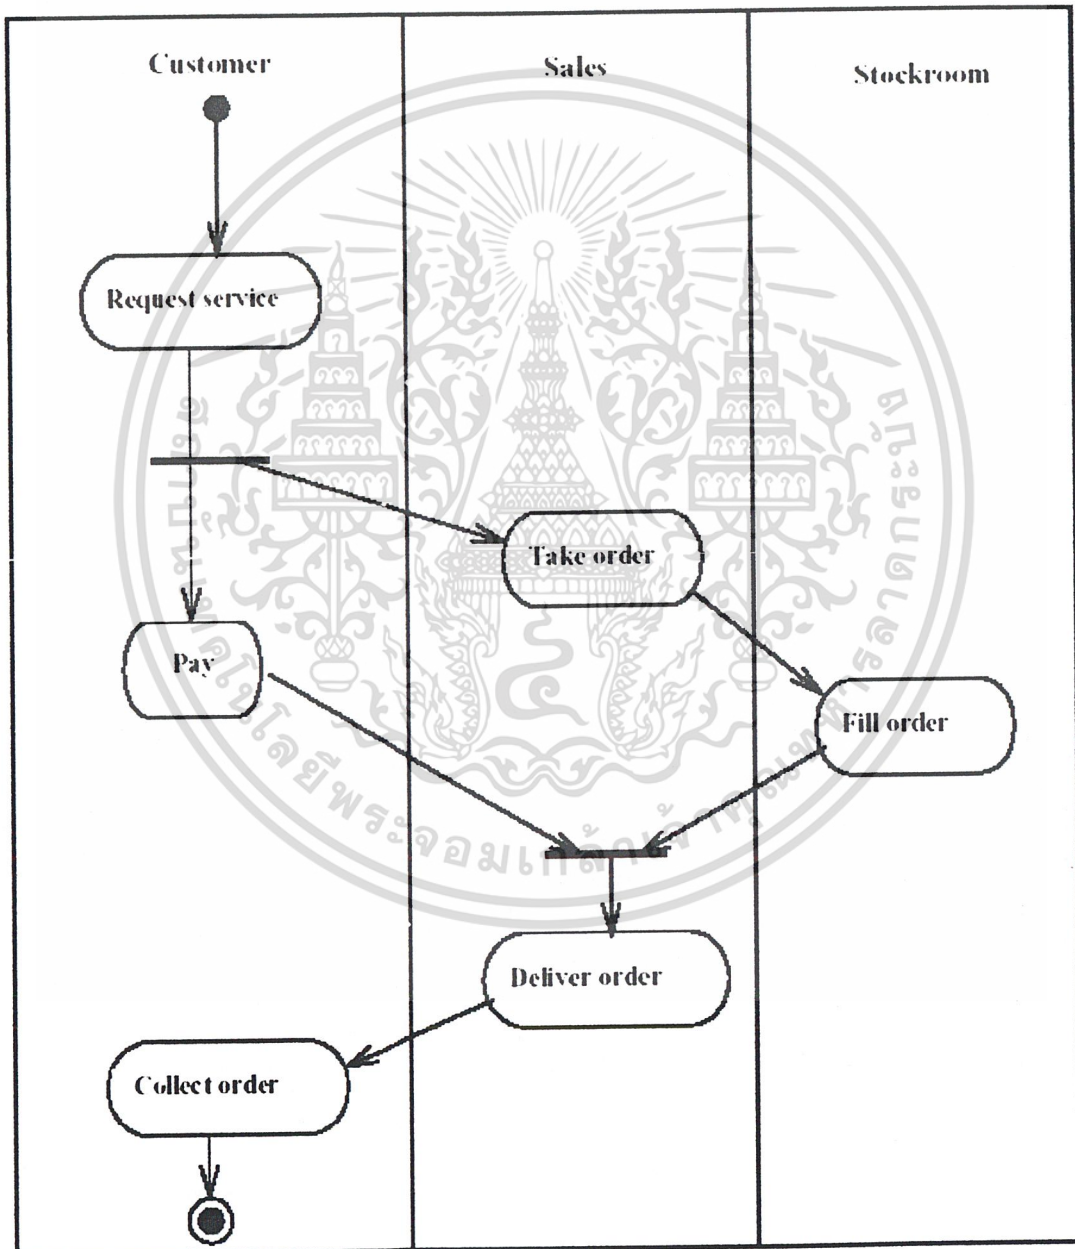 Customer
Sales
Stockroom
Request service
Take order
Pay
Fill order
Deliver order
Collect order